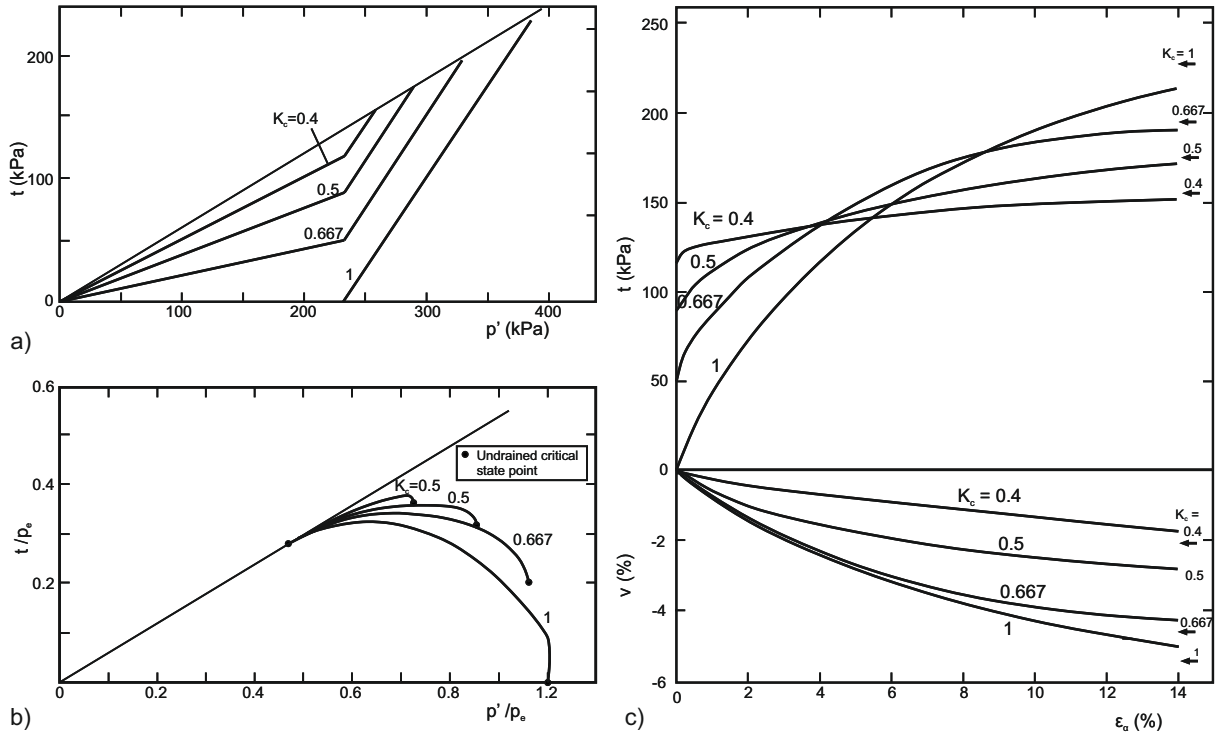 200
100
0
t (kPa)
K_c=0.4
0.5
0.667
1
0
100
200
300
400
p' (kPa)
a)
0.6
0.4
0.2
t/p_e
K_c=0.5
0.5
0.667
1
Undrained critical
state point
0
0.2
0.4
0.6
0.8
1.2
p'/p_e
b)
250
200
150
100
50
0
-2
-4
-6
t (kPa)
v (%)
K_c = 0.4
0.5
0.667
1
K_c = 1
0.667
0.5
0.4
K_c = 0.4
0.5
0.667
1
K_c =
0.4
0.5
0.667
1
0
2
4
6
8
10
12
14
ε_α (%)
c)